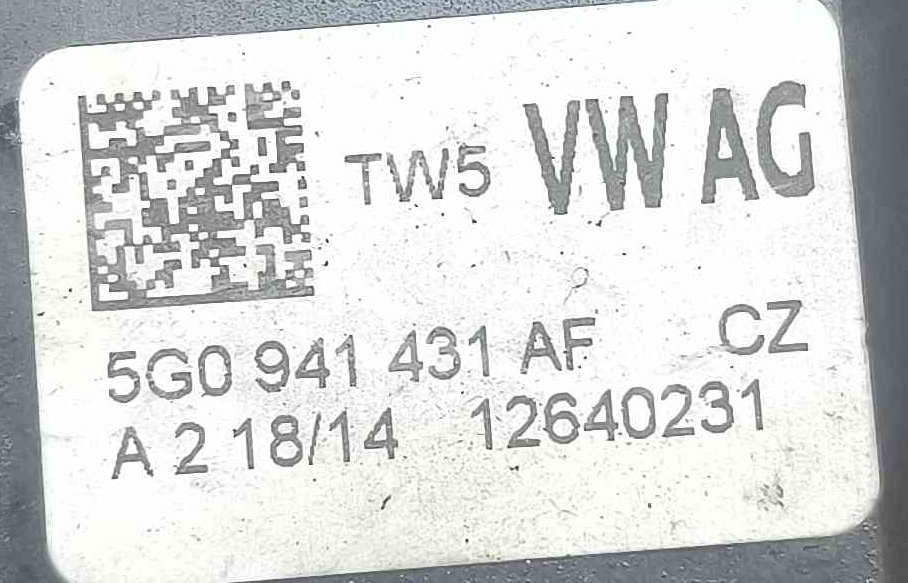 TW5 VW AG
5G0 941 431 AF CZ
A 2 18/14 12640231